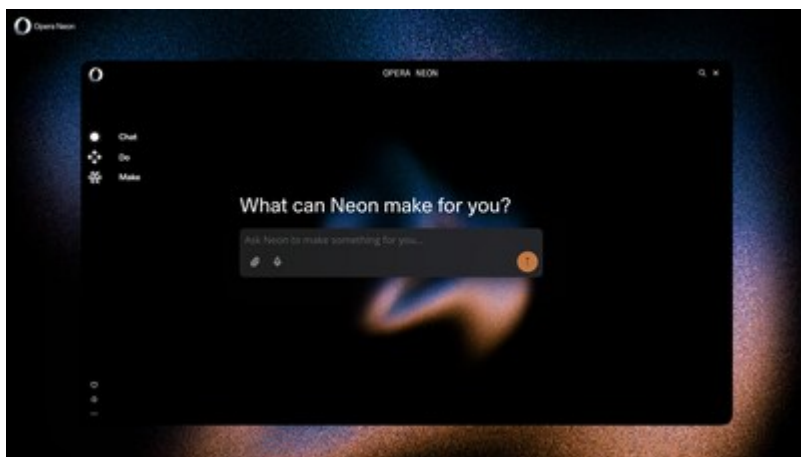 Opera Neon
OPERA NEON
Chat
Do
Make
What can Neon make for you?
Ask Neon to make something for you...